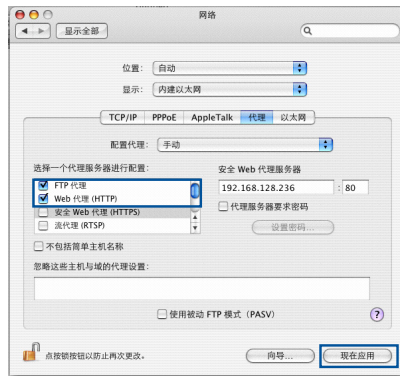 网络
显示全部
位置: 自动
显示: 内建以太网
TCP/IP PPPoE AppleTalk 代理 以太网
配置代理: 手动
选择一个代理服务器进行配置:
FTP 代理
Web 代理 (HTTP)
安全 Web 代理 (HTTPS)
流代理 (RTSP)
安全 Web 代理服务器
192.168.128.236 : 80
代理服务器要求密码
设置密码...
不包括简单主机名称
忽略这些主机与域的代理设置:
使用被动 FTP 模式 (PASV)
?
点按锁按钮以防止再次更改。
向导...
现在应用